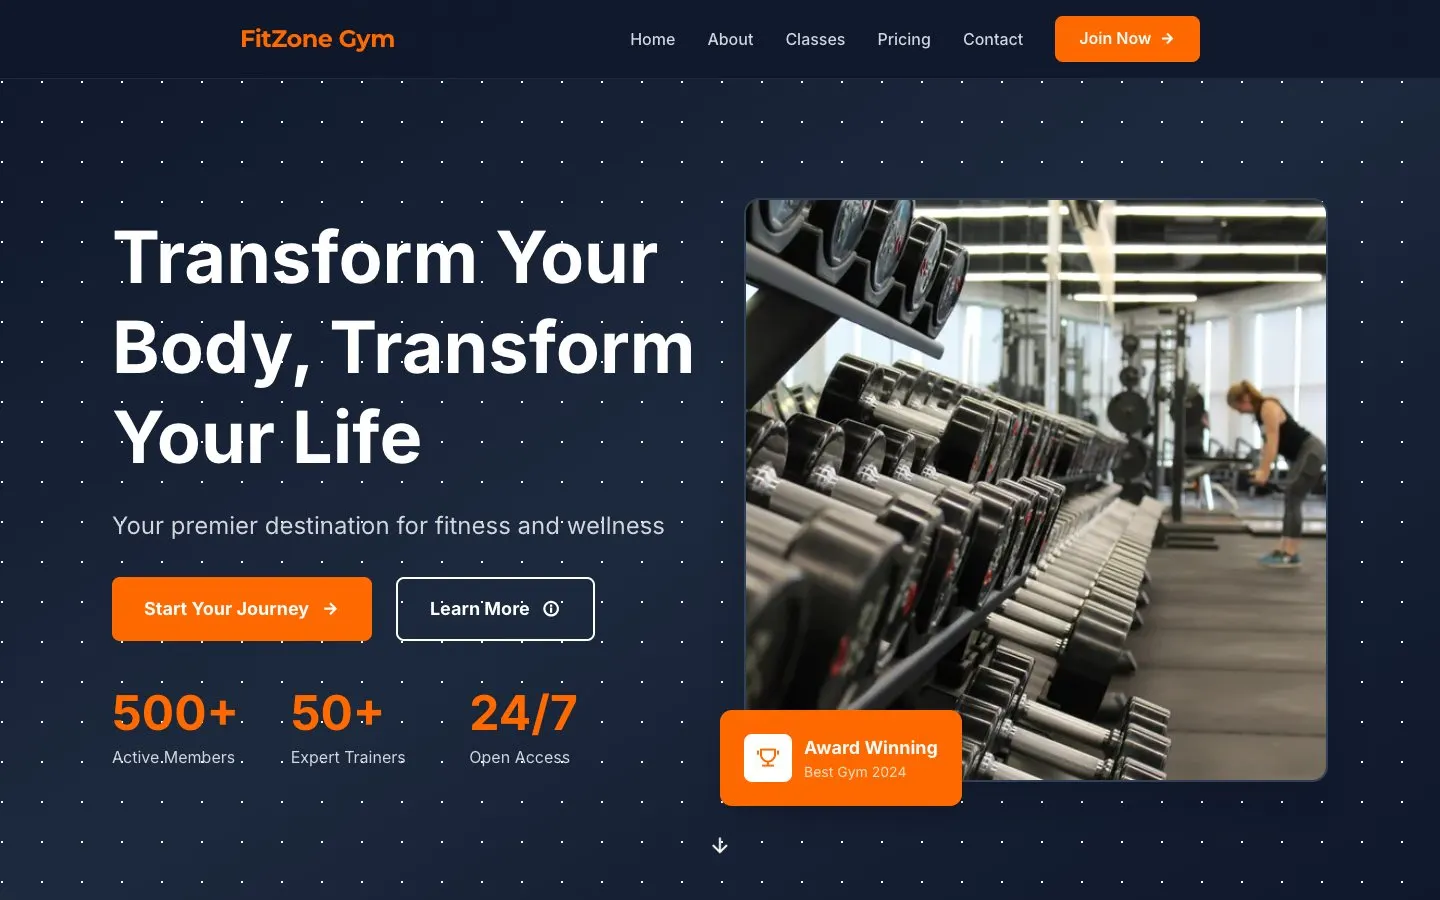 FitZone Gym
Home About Classes Pricing Contact Join Now
Transform Your
Body, Transform
Your Life
Your premier destination for fitness and wellness
Start Your Journey
Learn More
500+ 50+ 24/7
Active Members Expert Trainers Open Access
Award Winning
Best Gym 2024